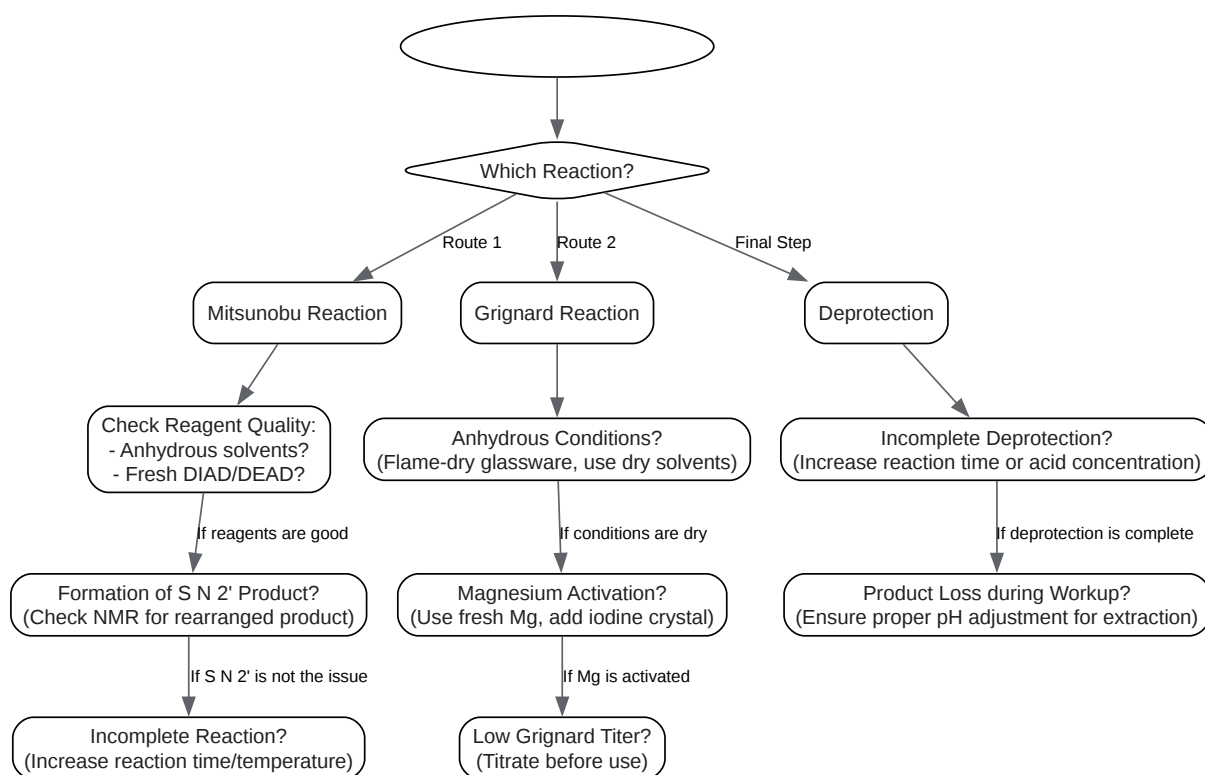 Which Reaction?
Route 1
Route 2
Final Step
Mitsunobu Reaction
Grignard Reaction
Deprotection
Check Reagent Quality:
- Anhydrous solvents?
- Fresh DIAD/DEAD?
Anhydrous Conditions?
(Flame-dry glassware, use dry solvents)
Incomplete Deprotection?
(Increase reaction time or acid concentration)
If reagents are good
If conditions are dry
If deprotection is complete
Formation of S N 2' Product?
(Check NMR for rearranged product)
Magnesium Activation?
(Use fresh Mg, add iodine crystal)
Product Loss during Workup?
(Ensure proper pH adjustment for extraction)
If S N 2' is not the issue
If Mg is activated
Incomplete Reaction?
(Increase reaction time/temperature)
Low Grignard Titer?
(Titrate before use)